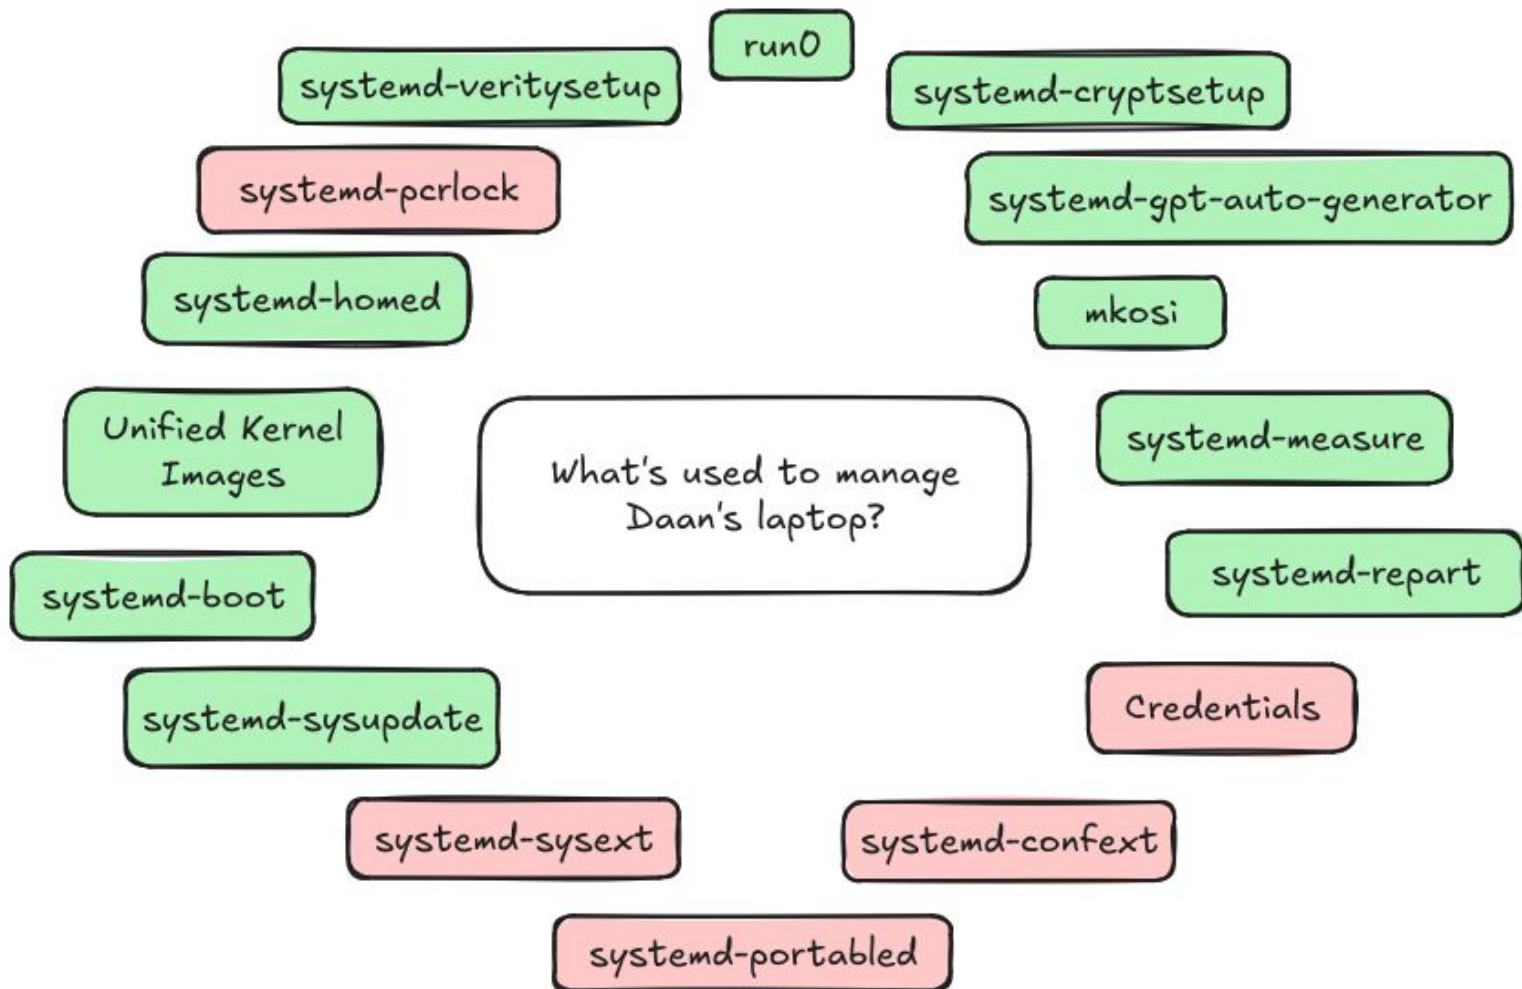 run0
systemd-veritysetup
systemd-cryptsetup
systemd-pcrlock
systemd-gpt-auto-generator
systemd-homed
mkosi
Unified Kernel
Images
systemd-measure
What's used to manage
Daan's laptop?
systemd-boot
systemd-repart
systemd-sysupdate
Credentials
systemd-sysext
systemd-confext
systemd-portabled